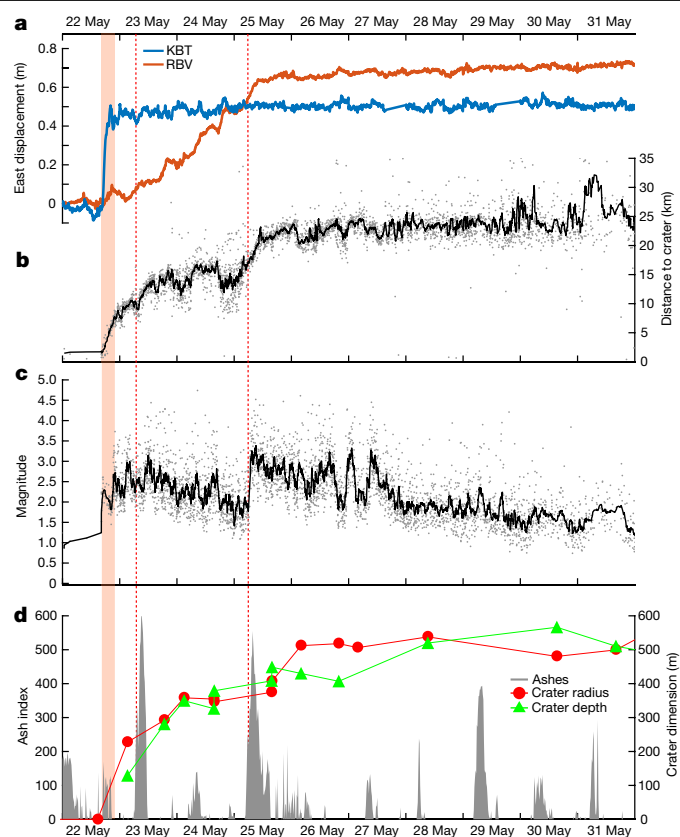 a
22 May 23 May 24 May 25 May 26 May 27 May 28 May 29 May 30 May 31 May
0.8
0.6
0.4
0.2
0
East displacement (m)
KBT
RBV
b
35
30
25
20
15
10
5
0
Distance to crater (km)
c
5.0
4.5
4.0
3.5
3.0
2.5
2.0
1.5
1.0
0.5
0
Magnitude
d
600
500
400
300
200
100
0
Ash index
600
500
400
300
200
100
0
Crater dimension (m)
Ashes
Crater radius
Crater depth
22 May 23 May 24 May 25 May 26 May 27 May 28 May 29 May 30 May 31 May